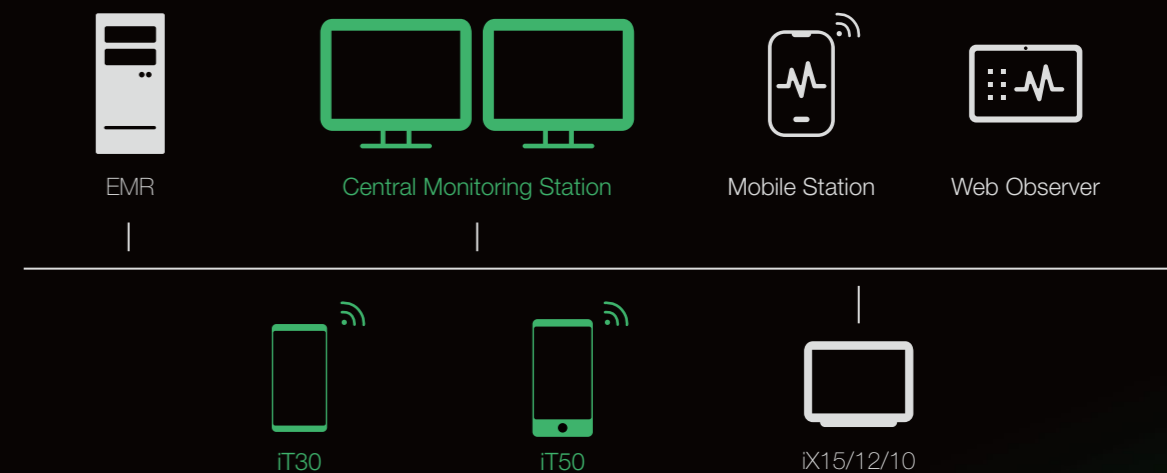 EMR
Central Monitoring Station
Mobile Station
Web Observer
iT30
iT50
iX15/12/10